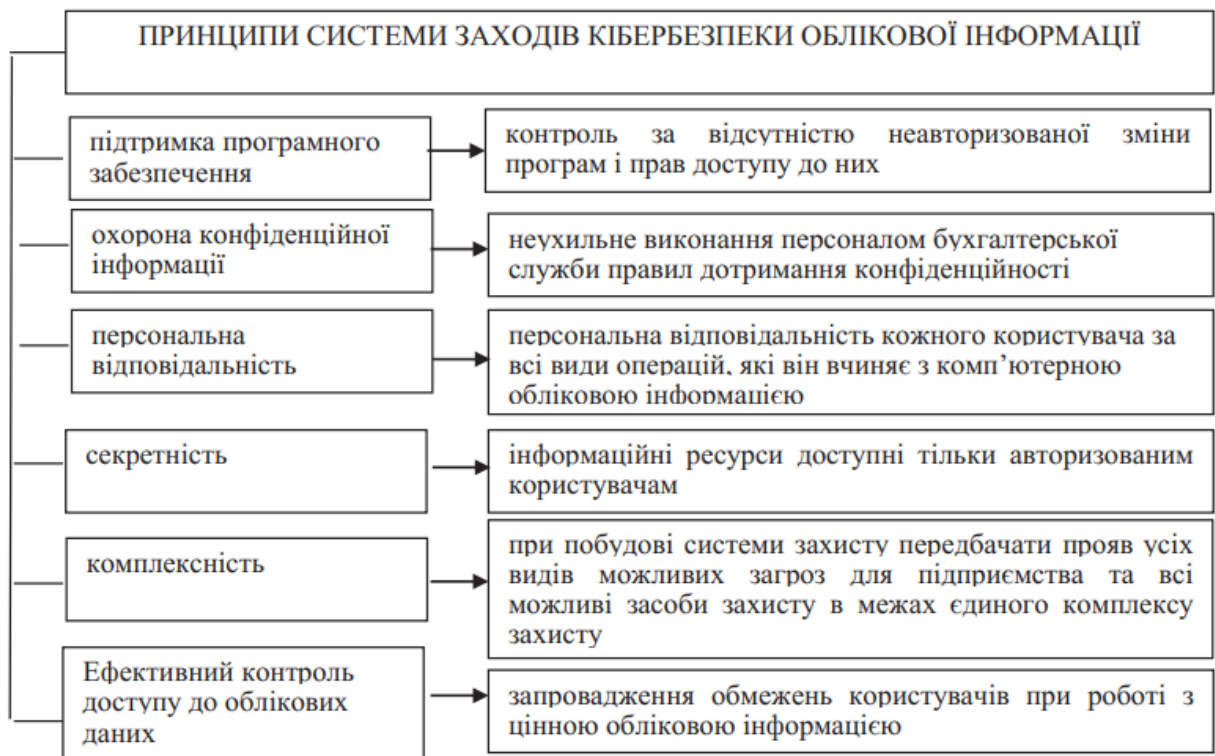 ПРИНЦИПИ СИСТЕМИ ЗАХОДІВ КІБЕРБЕЗПЕКИ ОБЛІКОВОЇ ІНФОРМАЦІЇ
підтримка програмного
забезпечення
контроль за відсутністю неавторизованої зміни
програм і прав доступу до них
охорона конфіденційної
інформації
неухильне виконання персоналом бухгалтерської
служби правил дотримання конфіденційності
персональна
відповідальність
персональна відповідальність кожного користувача за
всі види операцій, які він вчиняє з комп’ютерною
обліковою інформацією
секретність
інформаційні ресурси доступні тільки авторизованим
користувачам
комплексність
при побудові системи захисту передбачати прояв усіх
видів можливих загроз для підприємства та всі
можливі засоби захисту в межах єдиного комплексу
захисту
Ефективний контроль
доступу до облікових
даних
запровадження обмежень користувачів при роботі з
цінною обліковою інформацією